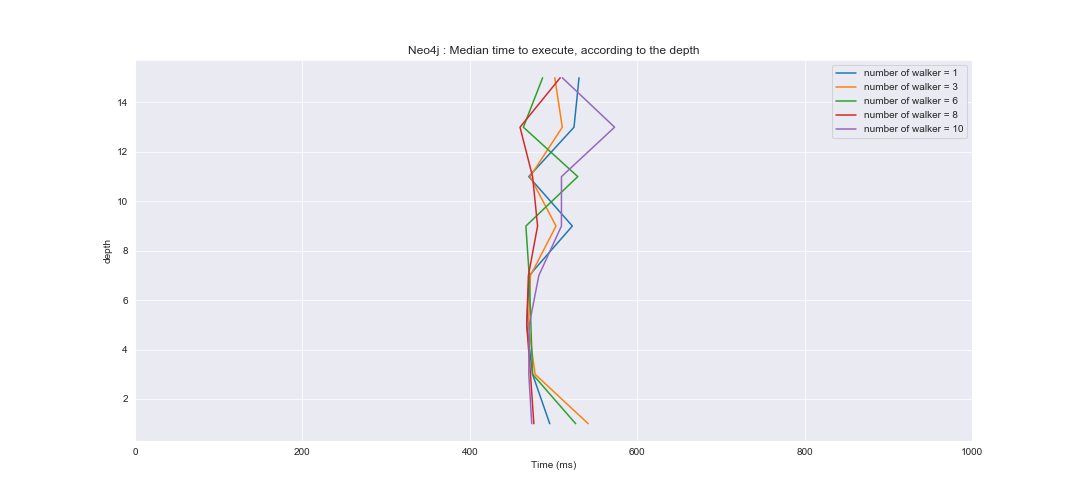 Neo4j : Median time to execute, according to the depth
number of walker = 1
number of walker = 3
number of walker = 6
number of walker = 8
number of walker = 10
14
12
10
8
6
4
2
depth
0 200 400 600 800 1000
Time (ms)